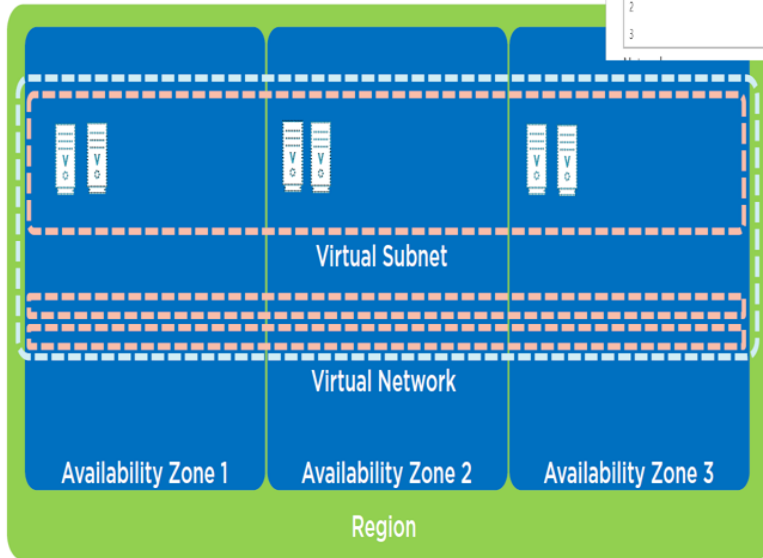 2
3
V V V V V V
Virtual Subnet
Virtual Network
Availability Zone 1 Availability Zone 2 Availability Zone 3
Region